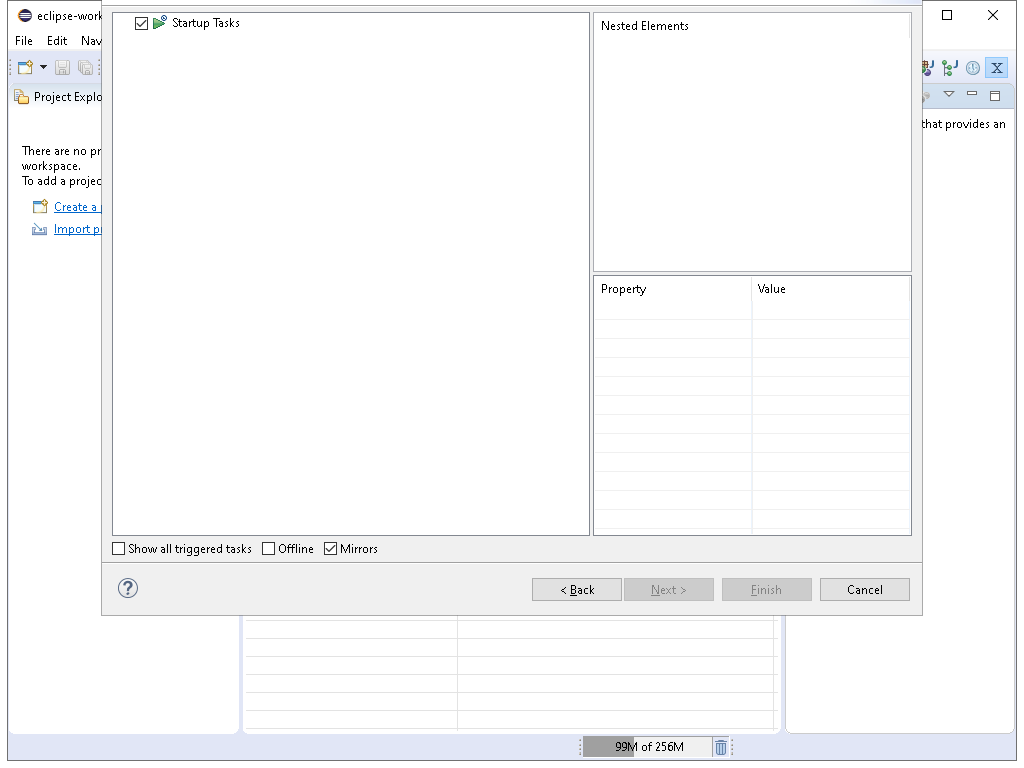 eclipse-work
File Edit Nav
Project Explo
There are no pr
workspace.
To add a projec
Create a p
Import pr
Startup Tasks
Nested Elements
Property Value
Show all triggered tasks Offline Mirrors
? < Back Next > Finish Cancel
X
that provides an
99M of 256M